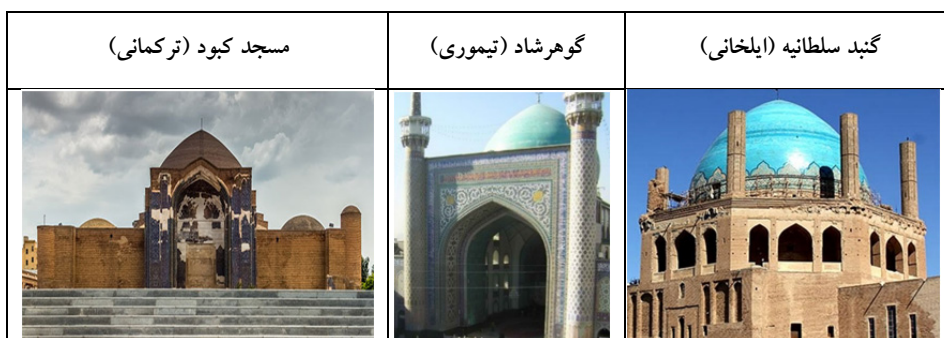 گنبد سلطانیه (ایلخانی)
گوهرشاد (تیموری)
مسجد کبود (ترکمانی)